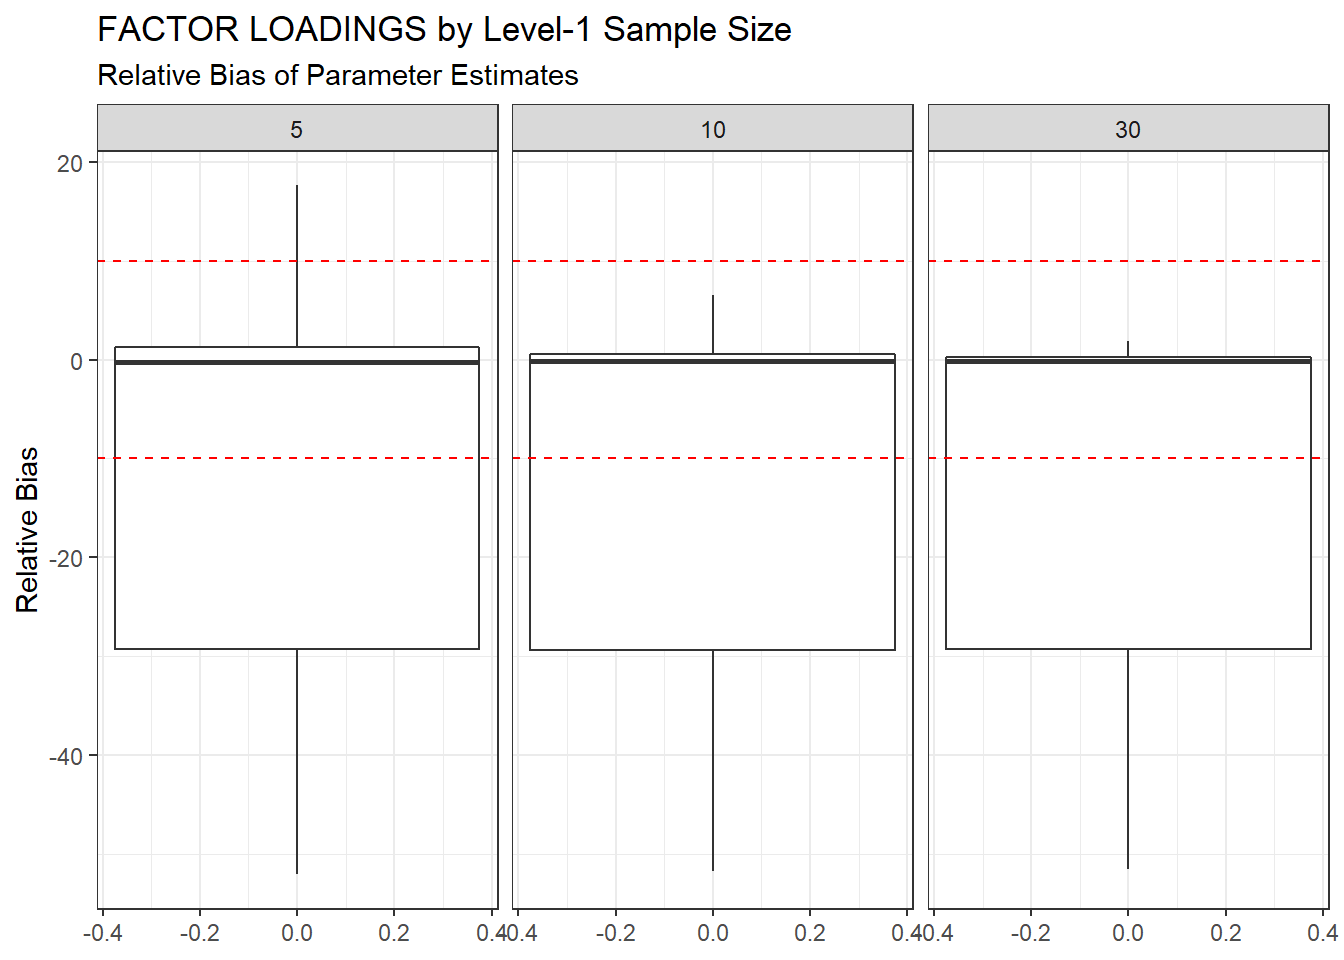 FACTOR LOADINGS by Level-1 Sample Size
Relative Bias of Parameter Estimates
5 10 30
20
0
-20
-40
Relative Bias
-0.4 -0.2 0.0 0.2 0.4 -0.4 -0.2 0.0 0.2 0.4 -0.4 -0.2 0.0 0.2 0.4